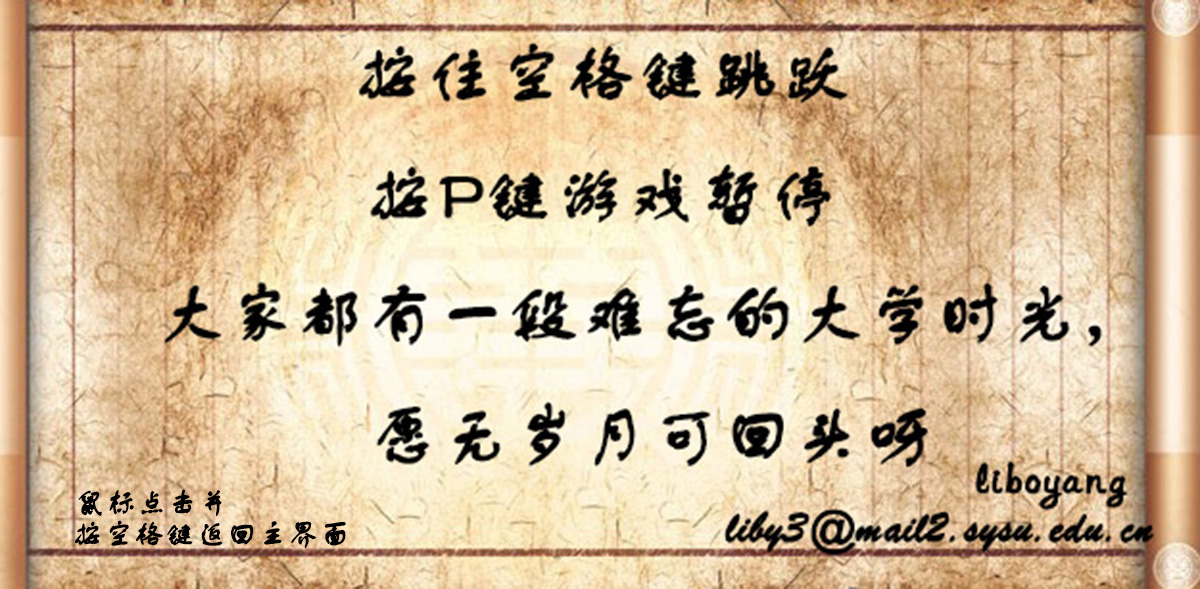 按住空格键跳跃
按P键游戏暂停
大家都有一段难忘的大学时光，
愿无岁月可回头呀
liboyang
鼠标点击并
按空格键返回主界面
liby3@mail2.sysu.edu.cn